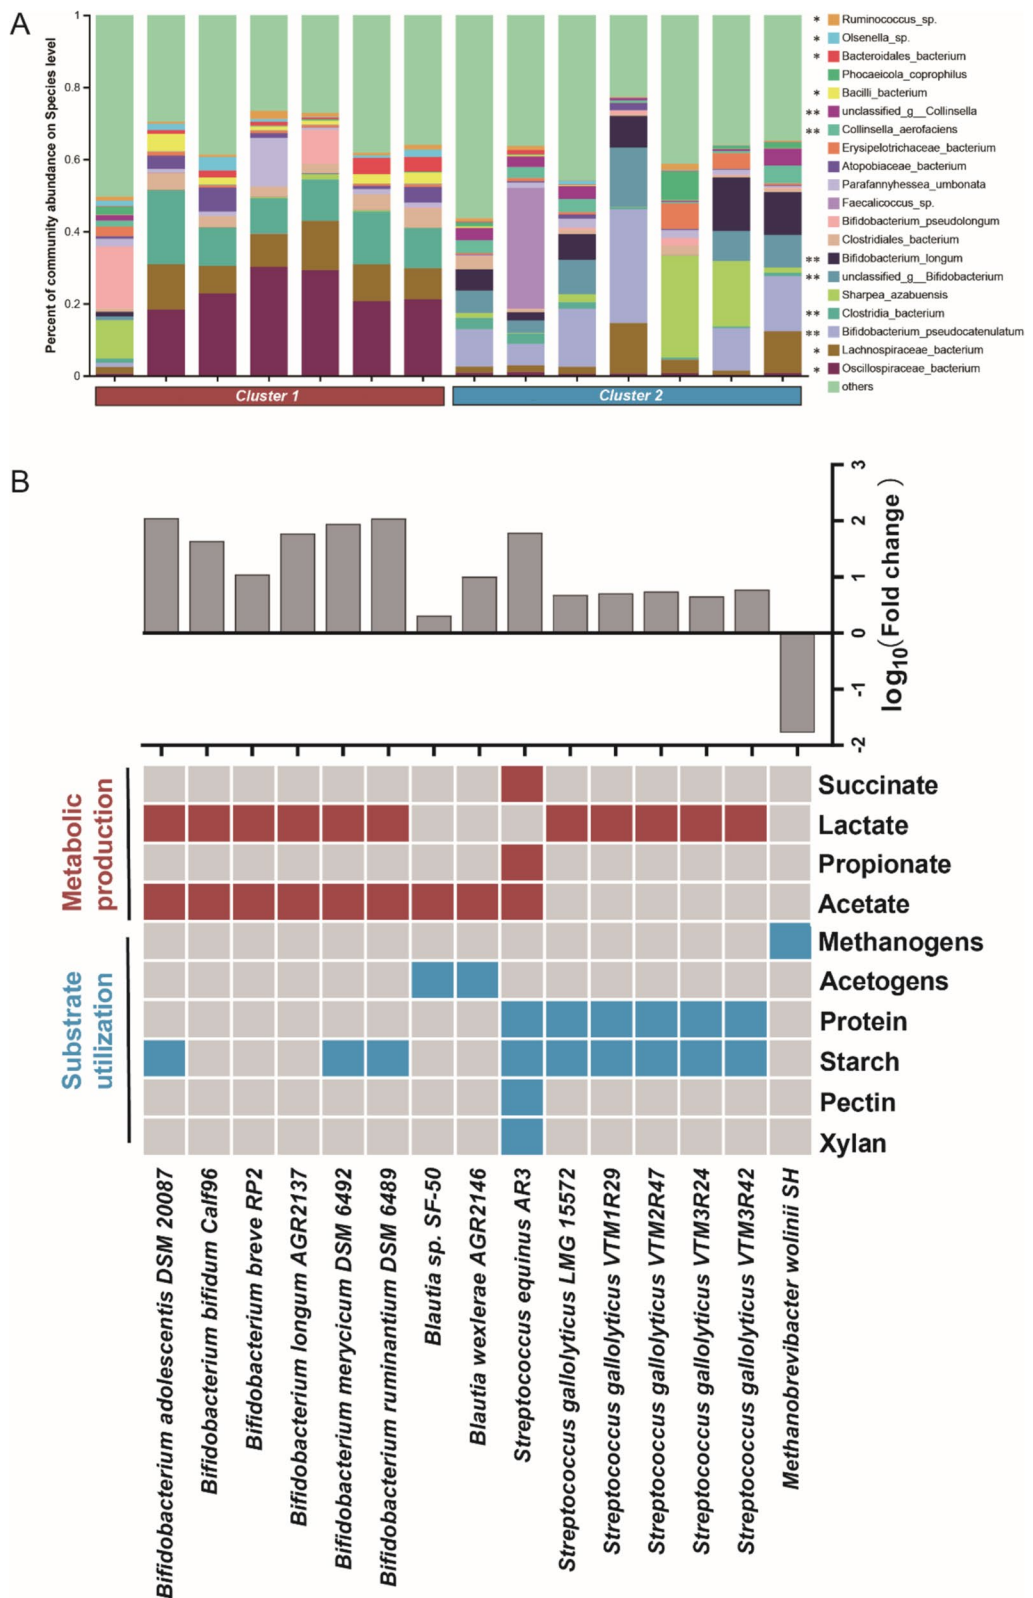 A
Percent of community abundance on Species level
1
0.8
0.6
0.4
0.2
0
Cluster 1
Cluster 2
* Ruminococcus_sp.
* Olsenella_sp.
* Bacteroidales_bacterium
Phocaeicola_coprophilus
* Bacilli_bacterium
** unclassified_g__Collinsella
** Collinsella_aerofaciens
Erysipelotrichaceae_bacterium
Atopobiaceae_bacterium
Parafannyhessea_umbonata
Faecalicoccus_sp.
Bifidobacterium_pseudolongum
Clostridiales_bacterium
** Bifidobacterium_longum
** unclassified_g__Bifidobacterium
Sharpea_azabuensis
** Clostridia_bacterium
** Bifidobacterium_pseudocatenulatum
* Lachnospiraceae_bacterium
* Oscillospiraceae_bacterium
others
B
3
2
1
0
-1
-2
log10(Fold change)
Metabolic
production
Substrate
utilization
Succinate
Lactate
Propionate
Acetate
Methanogens
Acetogens
Protein
Starch
Pectin
Xylan
Bifidobacterium adolescentis DSM 20087
Bifidobacterium bifidum Calf96
Bifidobacterium breve RP2
Bifidobacterium longum AGR2137
Bifidobacterium merycicum DSM 6492
Bifidobacterium ruminantium DSM 6489
Blautia sp. SF-50
Blautia wexlerae AGR2146
Streptococcus equinus AR3
Streptococcus gallolyticus LMG 15572
Streptococcus gallolyticus VTM1R29
Streptococcus gallolyticus VTM2R47
Streptococcus gallolyticus VTM3R24
Streptococcus gallolyticus VTM3R42
Methanobrevibacter wolinii SH